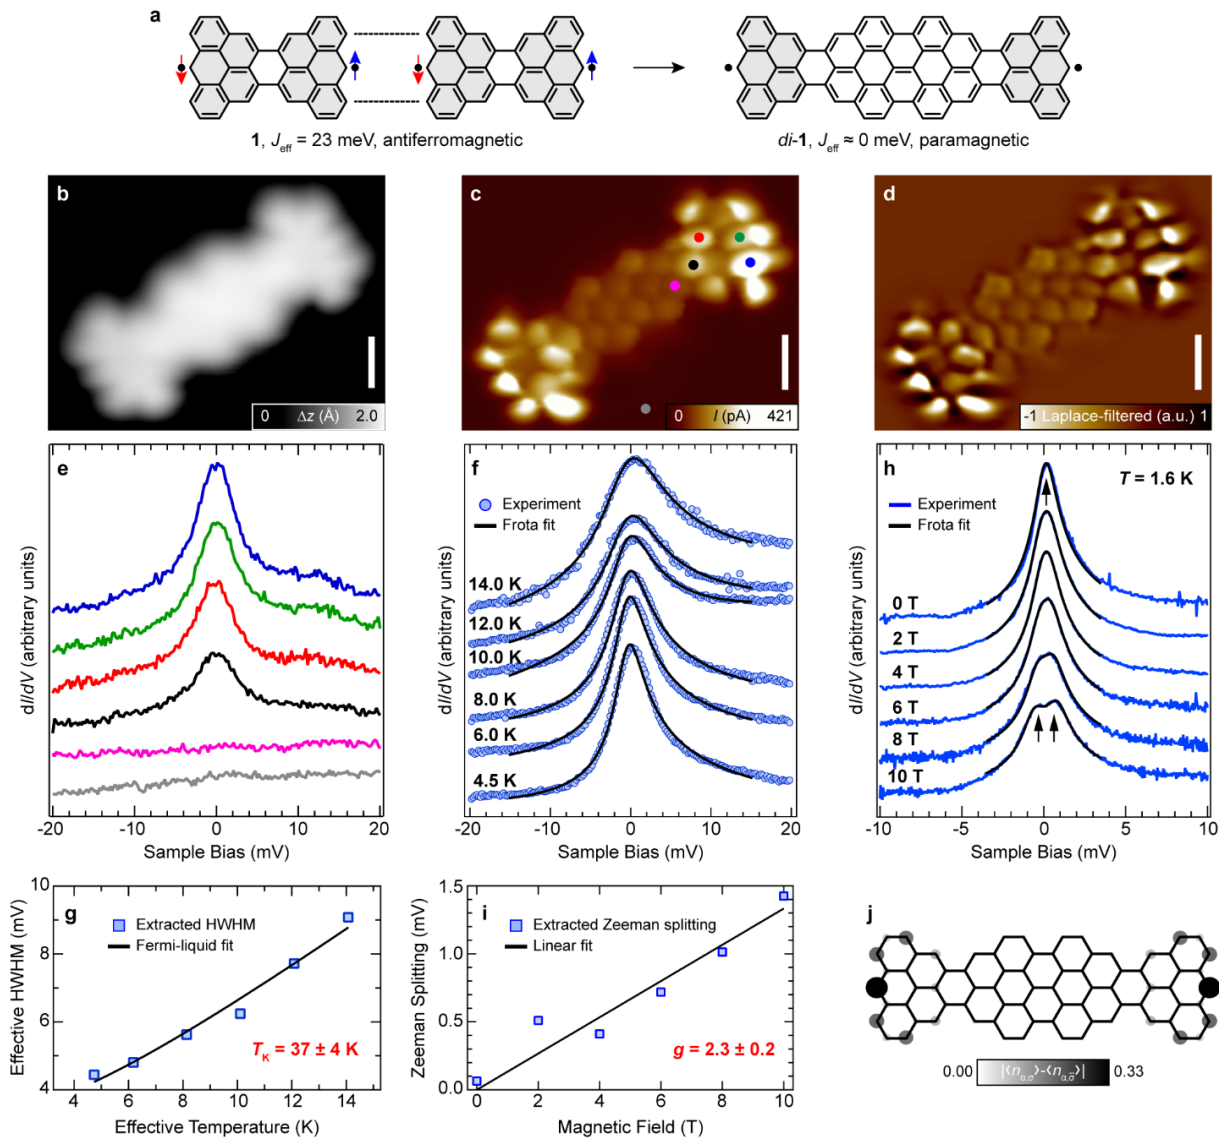 a
1, Jeff = 23 meV, antiferromagnetic
di-1, Jeff ≈ 0 meV, paramagnetic
b
0 Δz (Å) 2.0
c
0 I (pA) 421
d
-1 Laplace-filtered (a.u.) 1
e
dI/dV (arbitrary units)
-20 -10 0 10 20
Sample Bias (mV)
f
Experiment
Frota fit
14.0 K
12.0 K
10.0 K
8.0 K
6.0 K
4.5 K
dI/dV (arbitrary units)
-20 -10 0 10 20
Sample Bias (mV)
h
T = 1.6 K
Experiment
Frota fit
0 T
2 T
4 T
6 T
8 T
10 T
dI/dV (arbitrary units)
-10 -5 0 5 10
Sample Bias (mV)
g
Extracted HWHM
Fermi-liquid fit
TK = 37 ± 4 K
Effective HWHM (mV)
10
8
6
4
4 6 8 10 12 14
Effective Temperature (K)
i
Extracted Zeeman splitting
Linear fit
g = 2.3 ± 0.2
Zeeman Splitting (mV)
1.5
1.0
0.5
0.0
0 2 4 6 8 10
Magnetic Field (T)
j
0.00 |⟨nα,σ⟩-⟨nα,σ̄⟩| 0.33